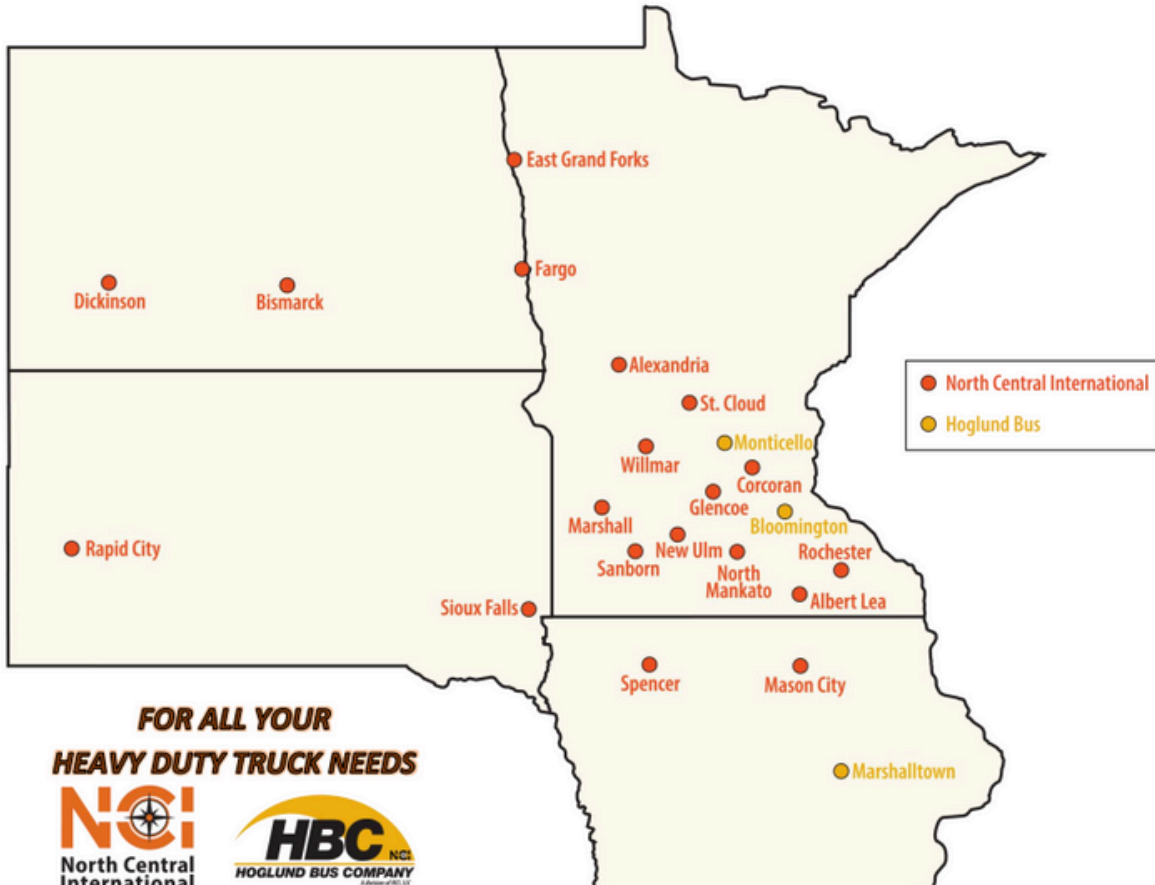 East Grand Forks
Fargo
Dickinson
Bismarck
Alexandria
North Central International
Hoglund Bus
St. Cloud
Monticello
Willmar
Corcoran
Glencoe
Marshall
Bloomington
New Ulm
Rochester
Rapid City
Sanborn
North
Mankato
Albert Lea
Sioux Falls
Spencer
Mason City
Marshalltown
FOR ALL YOUR
HEAVY DUTY TRUCK NEEDS
NCI
North Central
International
HBC
NCI
HOGLUND BUS COMPANY